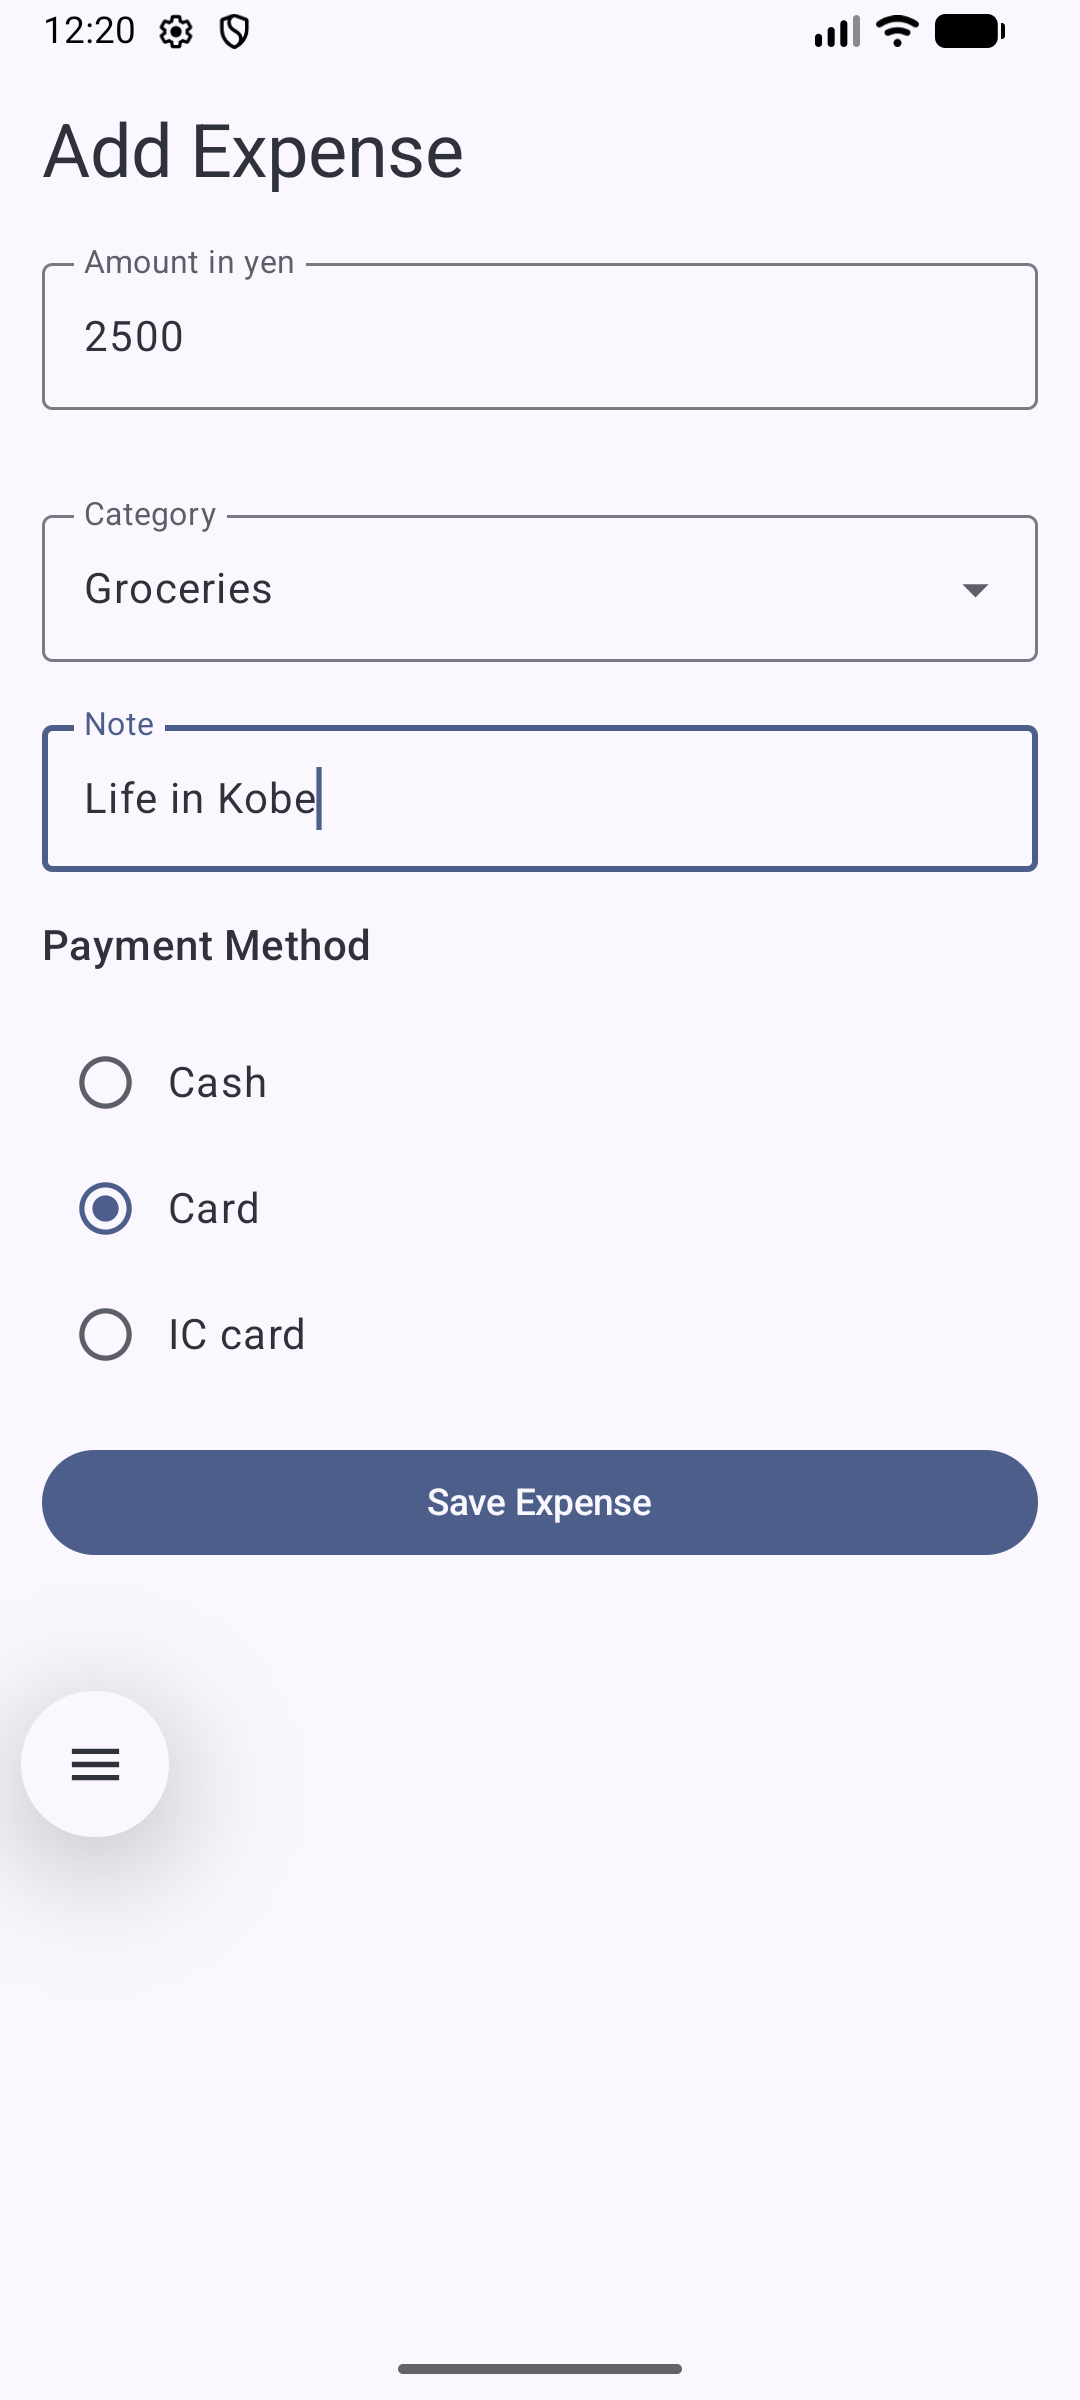 12:20
Add Expense
Amount in yen
2500
Category
Groceries
Note
Life in Kobe
Payment Method
Cash
Card
IC card
Save Expense